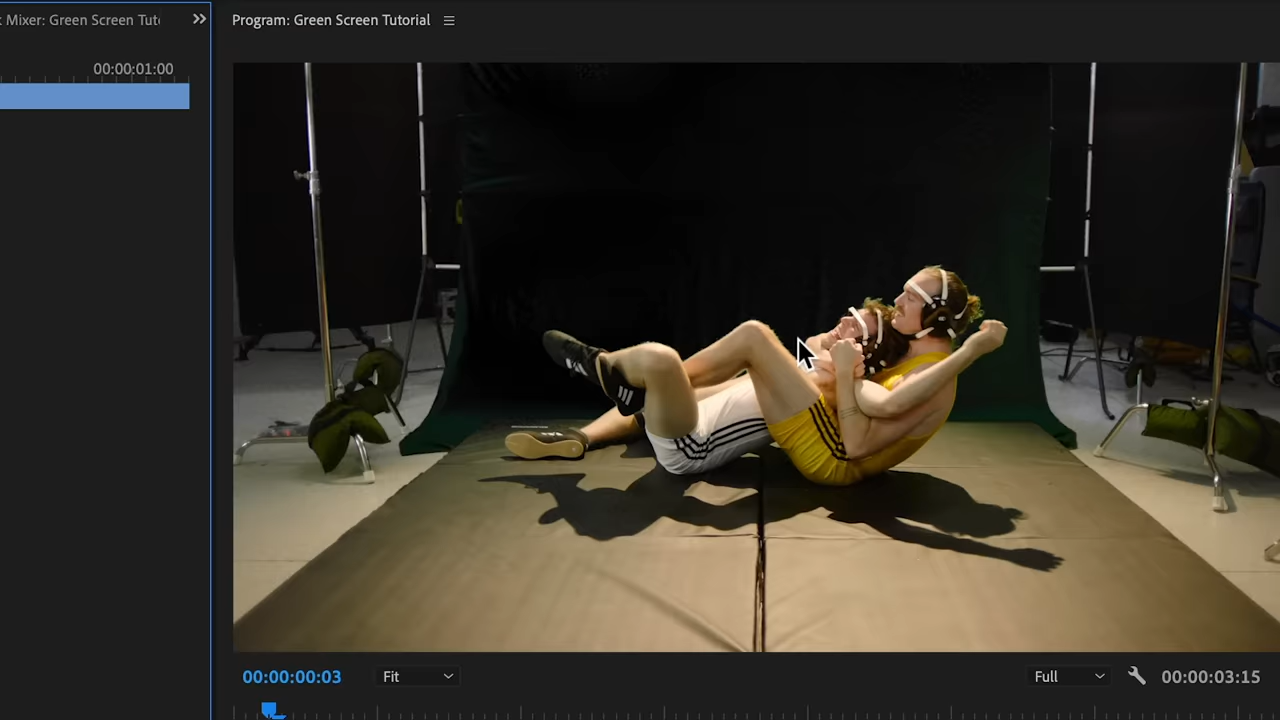 : Mixer: Green Screen Tut
Program: Green Screen Tutorial
00:00:01:00
00:00:00:03
Fit
Full
00:00:03:15